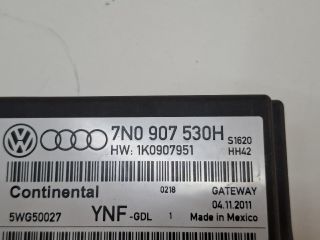 7N0 907 530H S1620
HW: 1K0907951 HH42
Continental 0218 GATEWAY
04.11.2011
5WG50027 YNF-GDL 1 Made in Mexico